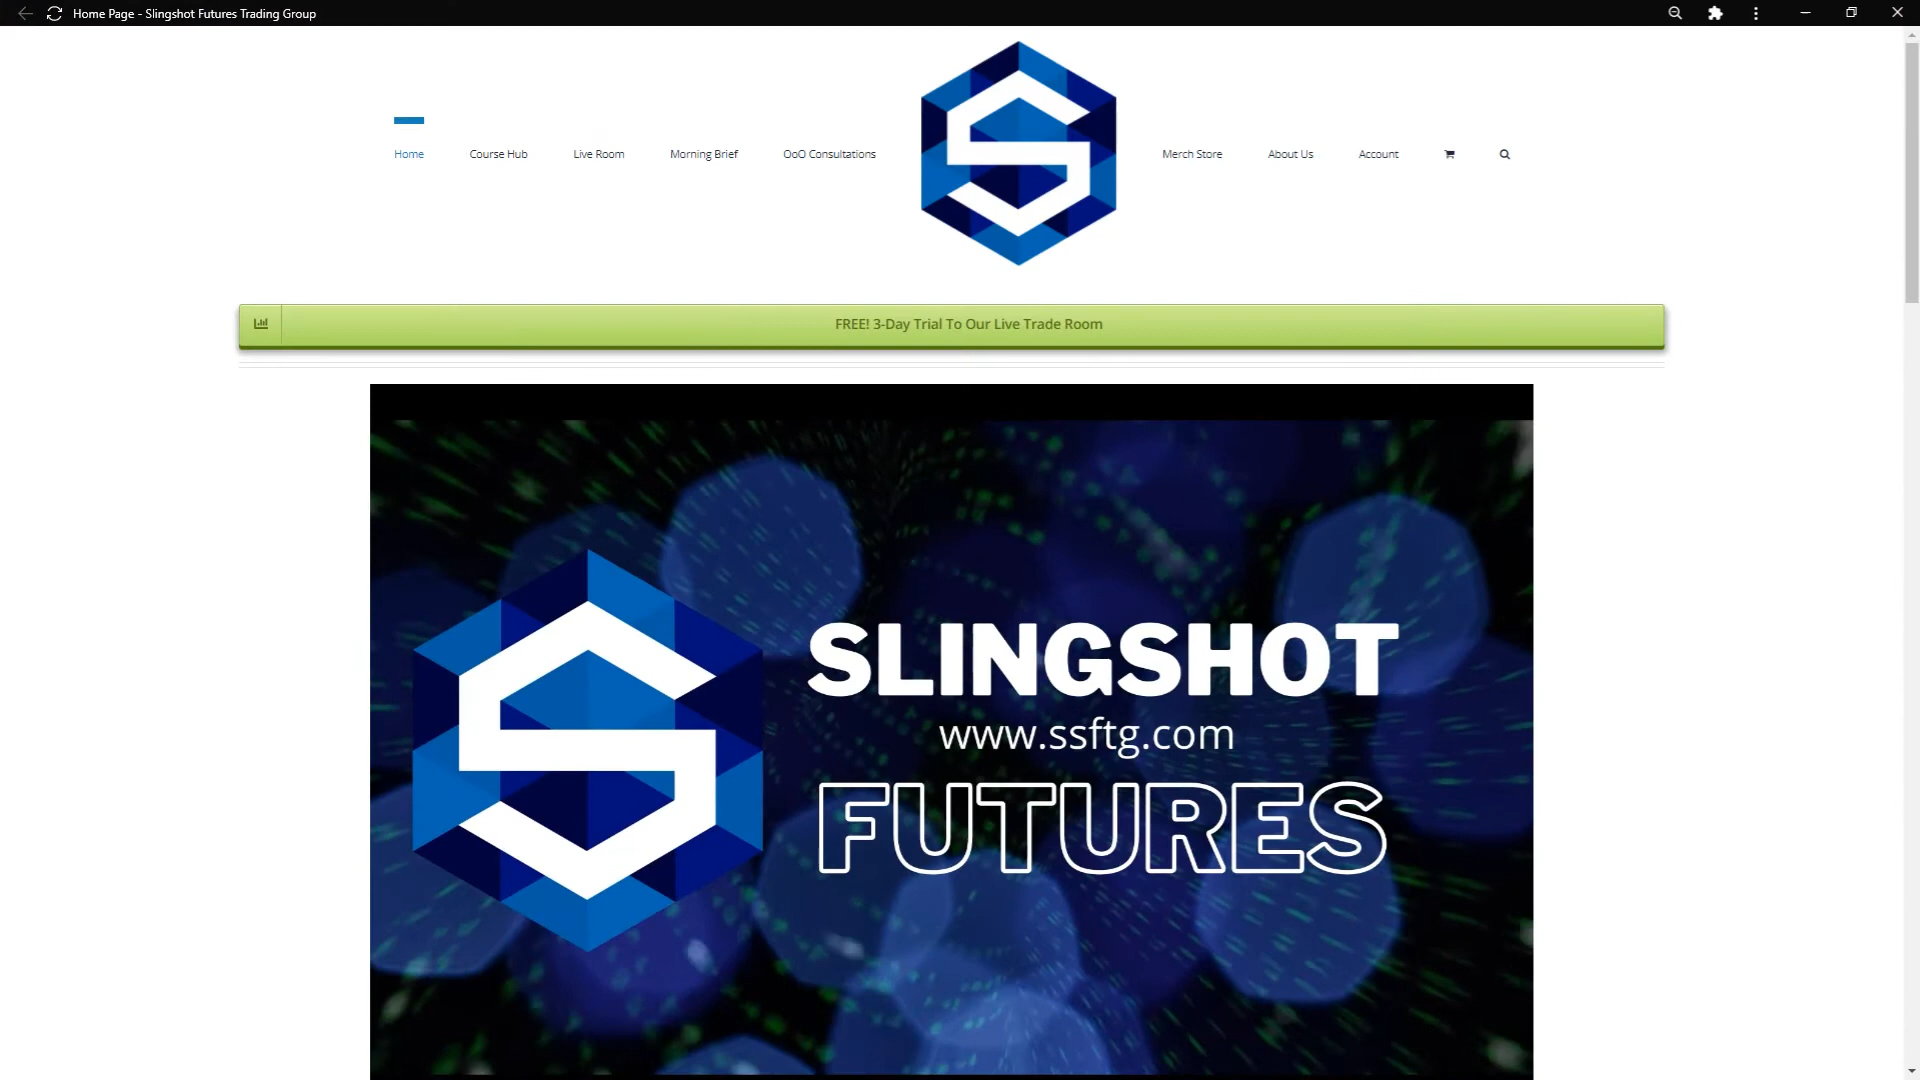 Home Page - Slingshot Futures Trading Group
Home
Course Hub
Live Room
Morning Brief
OoO Consultations
Merch Store
About Us
Account
FREE! 3-Day Trial To Our Live Trade Room
SLINGSHOT
www.ssftg.com
FUTURES